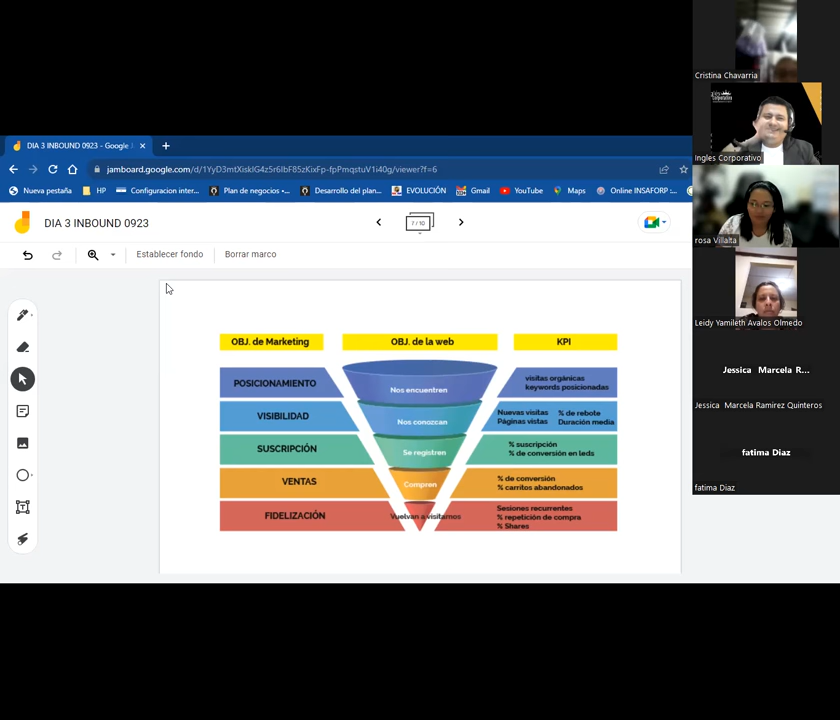 DIA 3 INBOUND 0923 - Google
jamboard.google.com/d/1YyD3mtXiskIG4z5r6IbF85zKixFp-fpPmqstuV1i40g/viewer?f=6
Nueva pestaña
HP
Configuracion inter...
Plan de negocios •...
Desarrollo del plan...
EVOLUCIÓN
Gmail
YouTube
Maps
Online INSAFORP |...
DIA 3 INBOUND 0923
7 / 10
Establecer fondo
Borrar marco
OBJ. de Marketing
OBJ. de la web
KPI
POSICIONAMIENTO
Nos encuentren
visitas orgánicas
keywords posicionadas
VISIBILIDAD
Nos conozcan
Nuevas visitas % de rebote
Páginas vistas Duración media
SUSCRIPCIÓN
Se registren
% suscripción
% de conversión en leds
VENTAS
Compren
% de conversión
% carritos abandonados
FIDELIZACIÓN
Vuelvan a visitarnos
Sesiones recurrentes
% repetición de compra
% Shares
Cristina Chavarria
Ingles Corporativo
rosa Villalta
Leidy Yamileth Avalos Olmedo
Jessica Marcela R...
Jessica Marcela Ramirez Quinteros
fatima Diaz
fatima Diaz